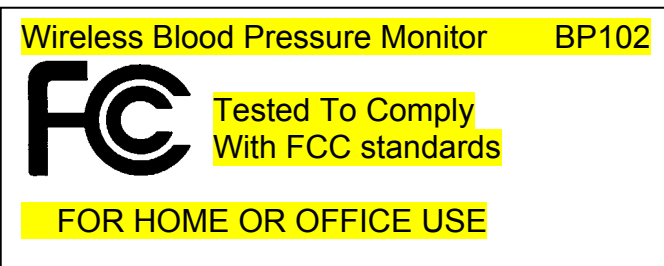 Wireless Blood Pressure Monitor BP102
FC
Tested To Comply
With FCC standards
FOR HOME OR OFFICE USE